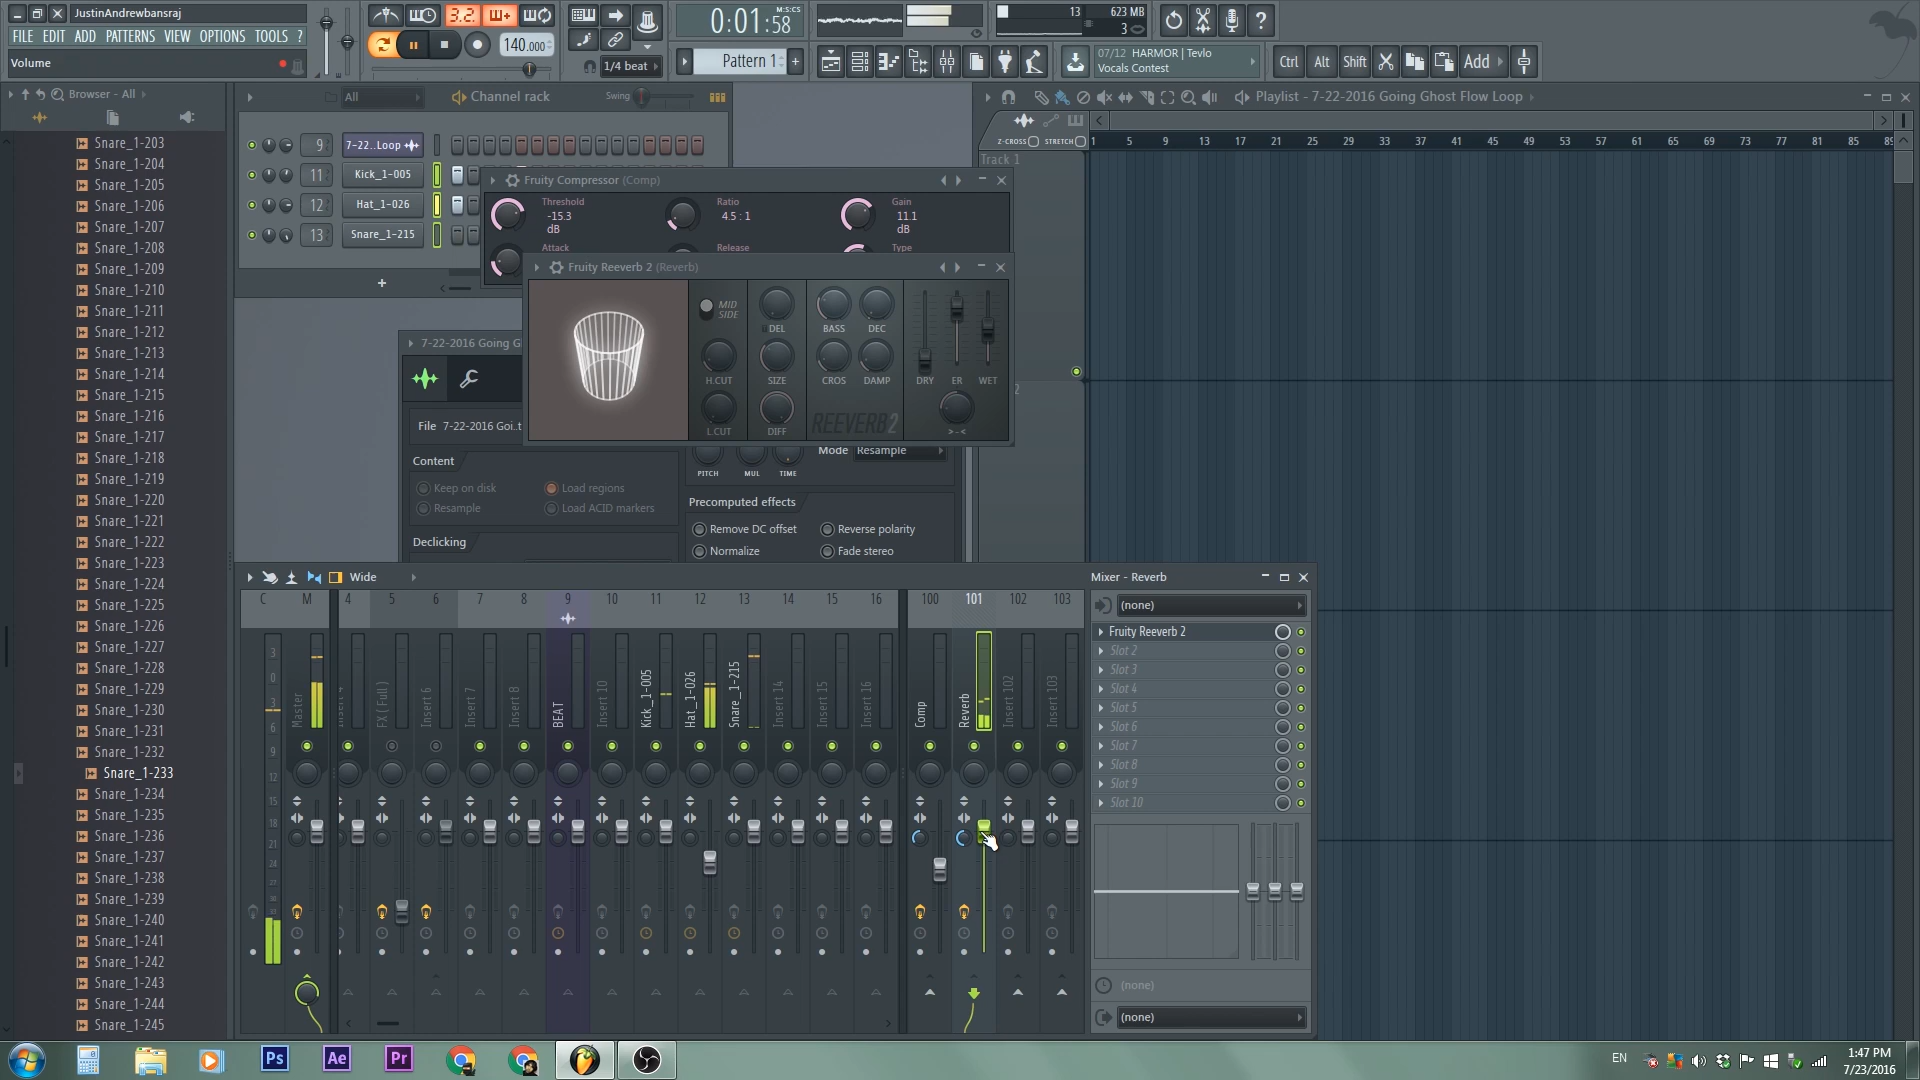 JustinAndrewbansraj
FILE EDIT ADD PATTERNS VIEW OPTIONS TOOLS ?
Volume
3.2
140.000
1/4 beat
0:01:58
M:S:CS
Pattern 1
13
623 MB
3
07/12 HARMOR | Tevlo
Vocals Contest
Ctrl
Alt
Shift
Add
Browser - All
All
Channel rack
Swing
Playlist - 7-22-2016 Going Ghost Flow Loop
Z-CROSS
STRETCH
1 5 9 13 17 21 25 29 33 37 41 45 49 53 57 61 65 69 73 77 81 85 89
Track 1
Snare_1-203
Snare_1-204
Snare_1-205
Snare_1-206
Snare_1-207
Snare_1-208
Snare_1-209
Snare_1-210
Snare_1-211
Snare_1-212
Snare_1-213
Snare_1-214
Snare_1-215
Snare_1-216
Snare_1-217
Snare_1-218
Snare_1-219
Snare_1-220
Snare_1-221
Snare_1-222
Snare_1-223
Snare_1-224
Snare_1-225
Snare_1-226
Snare_1-227
Snare_1-228
Snare_1-229
Snare_1-230
Snare_1-231
Snare_1-232
Snare_1-233
Snare_1-234
Snare_1-235
Snare_1-236
Snare_1-237
Snare_1-238
Snare_1-239
Snare_1-240
Snare_1-241
Snare_1-242
Snare_1-243
Snare_1-244
Snare_1-245
9 7-22..Loop
11 Kick_1-005
12 Hat_1-026
13 Snare_1-215
+
Fruity Compressor (Comp)
Threshold
-15.3
dB
Ratio
4.5 : 1
Gain
11.1
dB
Attack
Release
Type
Fruity Reeverb 2 (Reverb)
MID
SIDE
DEL
BASS
DEC
H.CUT
SIZE
CROS
DAMP
DRY
ER
WET
L.CUT
DIFF
REEVERB2
>-<
7-22-2016 Going G
File 7-22-2016 Goi..t
Content
Keep on disk
Load regions
Resample
Load ACID markers
Declicking
PITCH
MUL
TIME
Mode Resample
Precomputed effects
Remove DC offset
Reverse polarity
Normalize
Fade stereo
2
Wide
Mixer - Reverb
C M 4 5 6 7 8 9 10 11 12 13 14 15 16 100 101 102 103
3
0
3
6
9
12
15
18
21
24
Master
FX ( Full )
Insert 6
Insert 7
Insert 8
BEAT
Insert 10
Kick_1-005
Hat_1-026
Snare_1-215
Insert 14
Insert 15
Insert 16
Comp
Reverb
Insert 102
Insert 103
(none)
Fruity Reeverb 2
Slot 2
Slot 3
Slot 4
Slot 5
Slot 6
Slot 7
Slot 8
Slot 9
Slot 10
(none)
(none)
Ps
Ae
Pr
EN
1:47 PM
7/23/2016